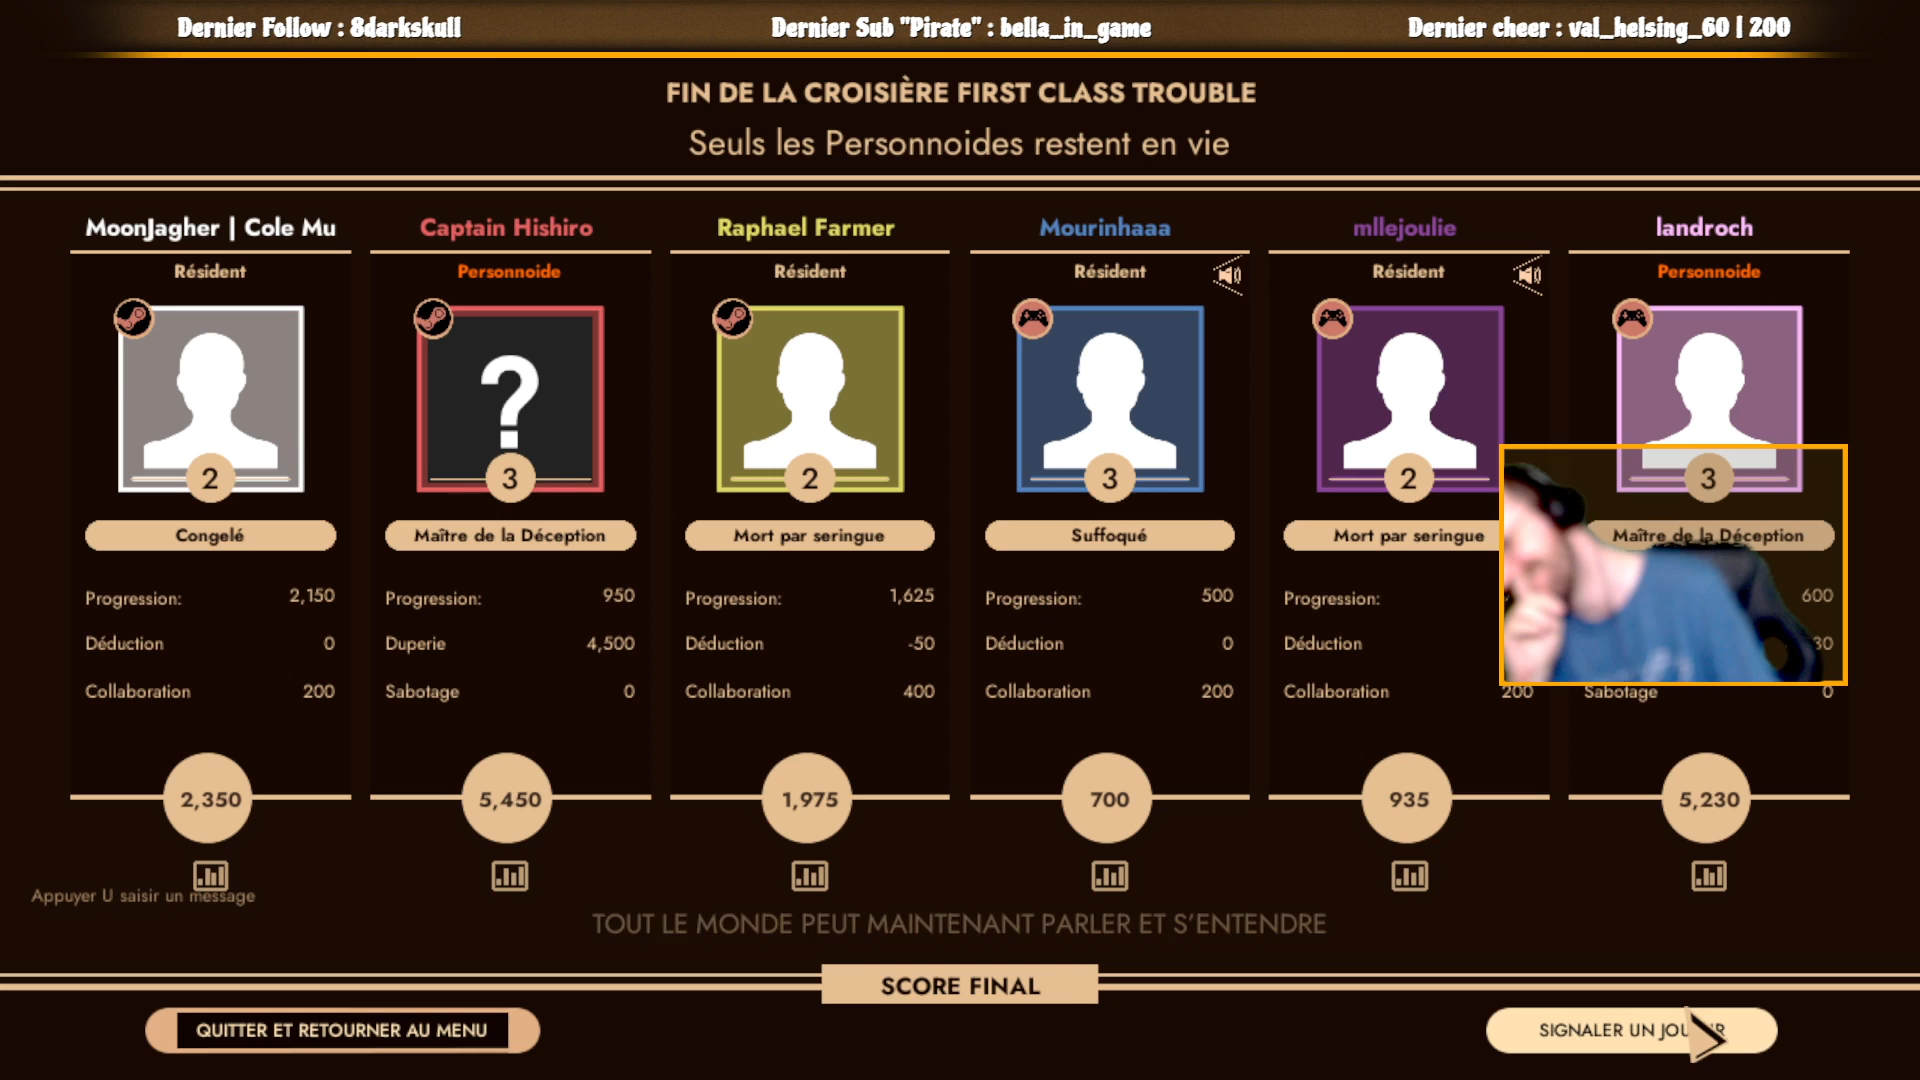 Dernier Follow : 8darkskull
Dernier Sub "Pirate" : bella_in_game
Dernier cheer : val_helsing_60 | 200
FIN DE LA CROISIÈRE FIRST CLASS TROUBLE
Seuls les Personnoides restent en vie
MoonJagher | Cole Mu
Résident
2
Congelé
Progression: 2,150
Déduction 0
Collaboration 200
2,350
Captain Hishiro
Personnoide
?
3
Maître de la Déception
Progression: 950
Duperie 4,500
Sabotage 0
5,450
Raphael Farmer
Résident
2
Mort par seringue
Progression: 1,625
Déduction -50
Collaboration 400
1,975
Mourinhaaa
Résident
3
Suffoqué
Progression: 500
Déduction 0
Collaboration 200
700
mllejoulie
Résident
2
Mort par seringue
Progression:
Déduction
Collaboration 200
935
landroch
Personnoide
3
Maître de la Déception
600
30
Sabotage 0
5,230
Appuyer U saisir un message
TOUT LE MONDE PEUT MAINTENANT PARLER ET S'ENTENDRE
SCORE FINAL
QUITTER ET RETOURNER AU MENU
SIGNALER UN JOUEUR